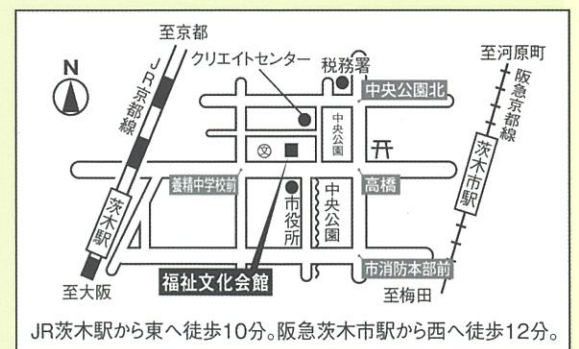 至京都
N
JR京都線
クリエイトセンター
税務署
中央公園北
至河原町
阪急京都線
中央公園
文
茨木駅
養精中学校前
市役所
中央公園
高橋
茨木市駅
福祉文化会館
市消防本部前
至大阪
至梅田
JR茨木駅から東へ徒歩10分。阪急茨木市駅から西へ徒歩12分。